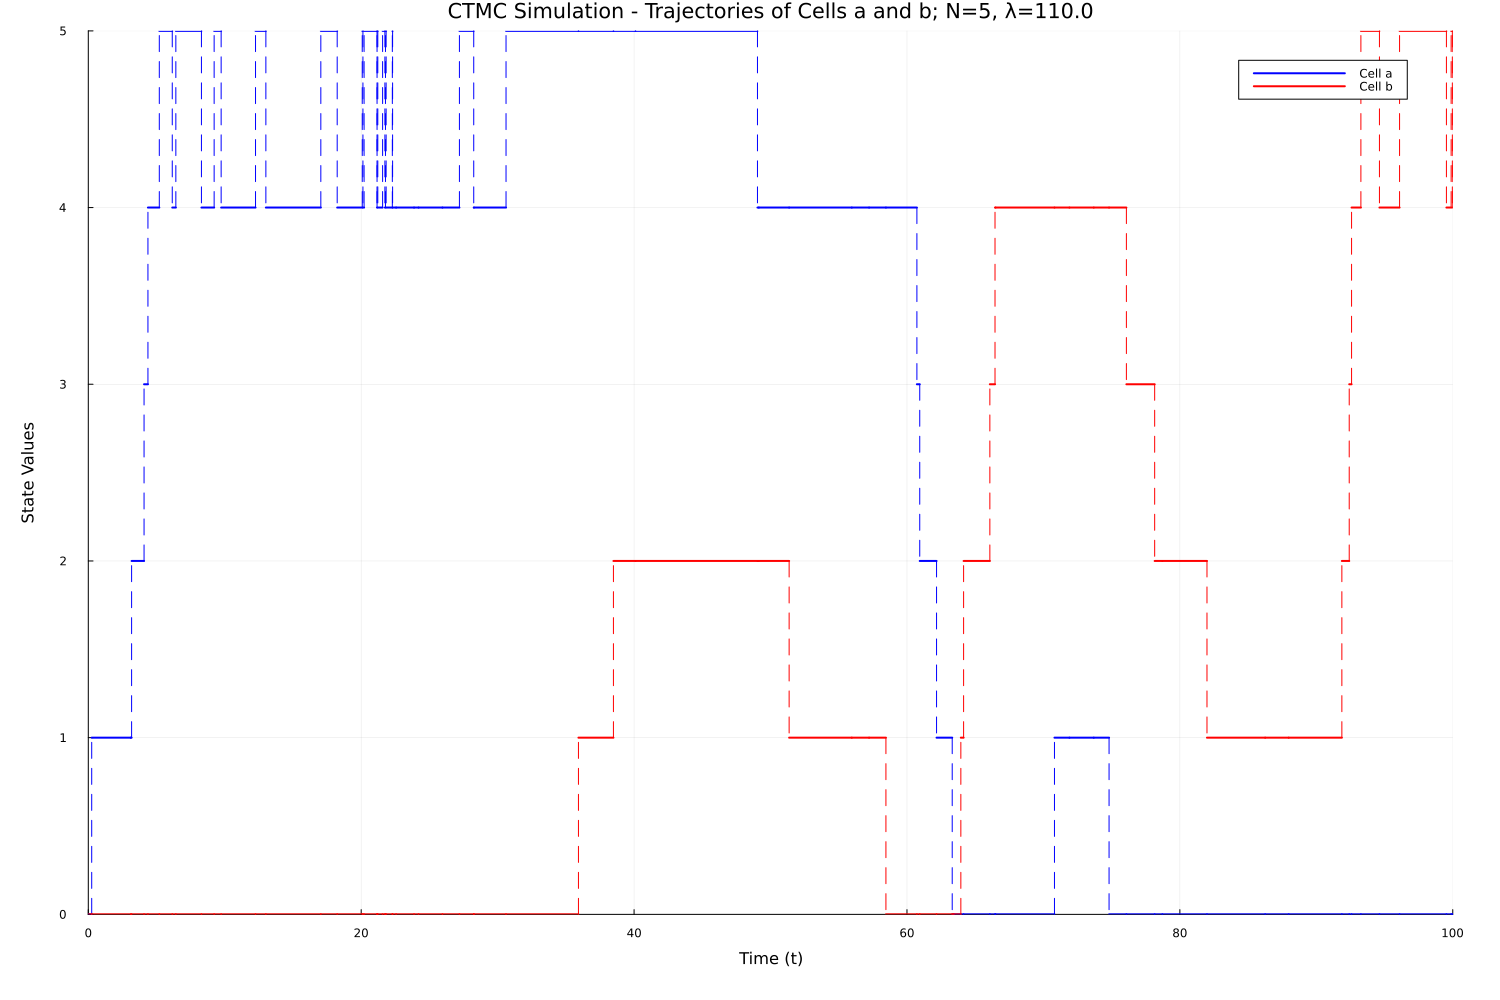 CTMC Simulation - Trajectories of Cells a and b; N=5, λ=110.0
5
Cell a
Cell b
4
3
State Values
2
1
0
0 20 40 60 80 100
Time (t)